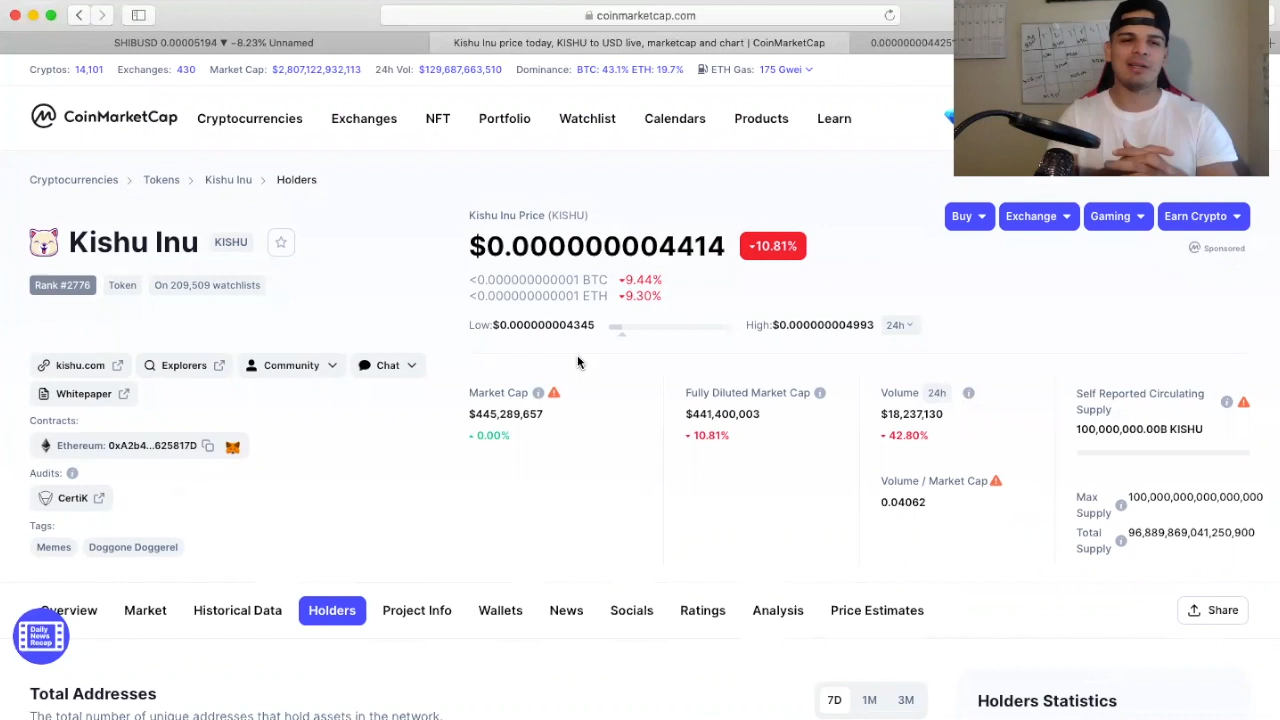 coinmarketcap.com
SHIBUSD 0.00005194 ▼ −8.23% Unnamed
Kishu Inu price today, KISHU to USD live, marketcap and chart | CoinMarketCap
0.000000004425
Cryptos: 14,101 Exchanges: 430 Market Cap: $2,807,122,932,113 24h Vol: $129,687,663,510 Dominance: BTC: 43.1% ETH: 19.7% ETH Gas: 175 Gwei
CoinMarketCap Cryptocurrencies Exchanges NFT Portfolio Watchlist Calendars Products Learn
Cryptocurrencies > Tokens > Kishu Inu > Holders
Kishu Inu KISHU
Rank #2776 Token On 209,509 watchlists
kishu.com Explorers Community Chat
Whitepaper
Contracts:
Ethereum: 0xA2b4...625817D
Audits:
CertiK
Tags:
Memes Doggone Doggerel
Kishu Inu Price (KISHU)
$0.000000004414 -10.81%
<0.000000000001 BTC 9.44%
<0.000000000001 ETH 9.30%
Low:$0.000000004345 High:$0.000000004993 24h
Buy Exchange Gaming Earn Crypto
Sponsored
Market Cap
$445,289,657
0.00%
Fully Diluted Market Cap
$441,400,003
10.81%
Volume 24h
$18,237,130
42.80%
Volume / Market Cap
0.04062
Self Reported Circulating
Supply
100,000,000.00B KISHU
Max
Supply
100,000,000,000,000,000
Total
Supply
96,889,869,041,250,900
Overview Market Historical Data Holders Project Info Wallets News Socials Ratings Analysis Price Estimates Share
Daily
News
Recap
Total Addresses
The total number of unique addresses that hold assets in the network.
7D 1M 3M
Holders Statistics